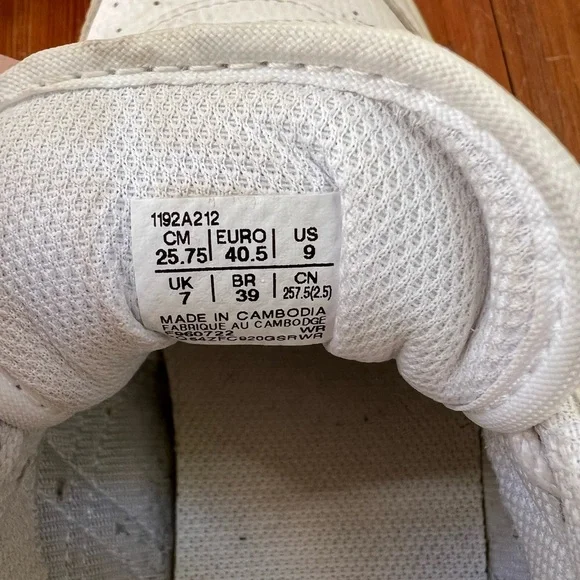 1192A212
CM | EURO | US
25.75 | 40.5 | 9
UK | BR | CN
7 | 39 | 257.5(2.5)
MADE IN CAMBODIA
FABRIQUE AU CAMBODGE
F960722 WR